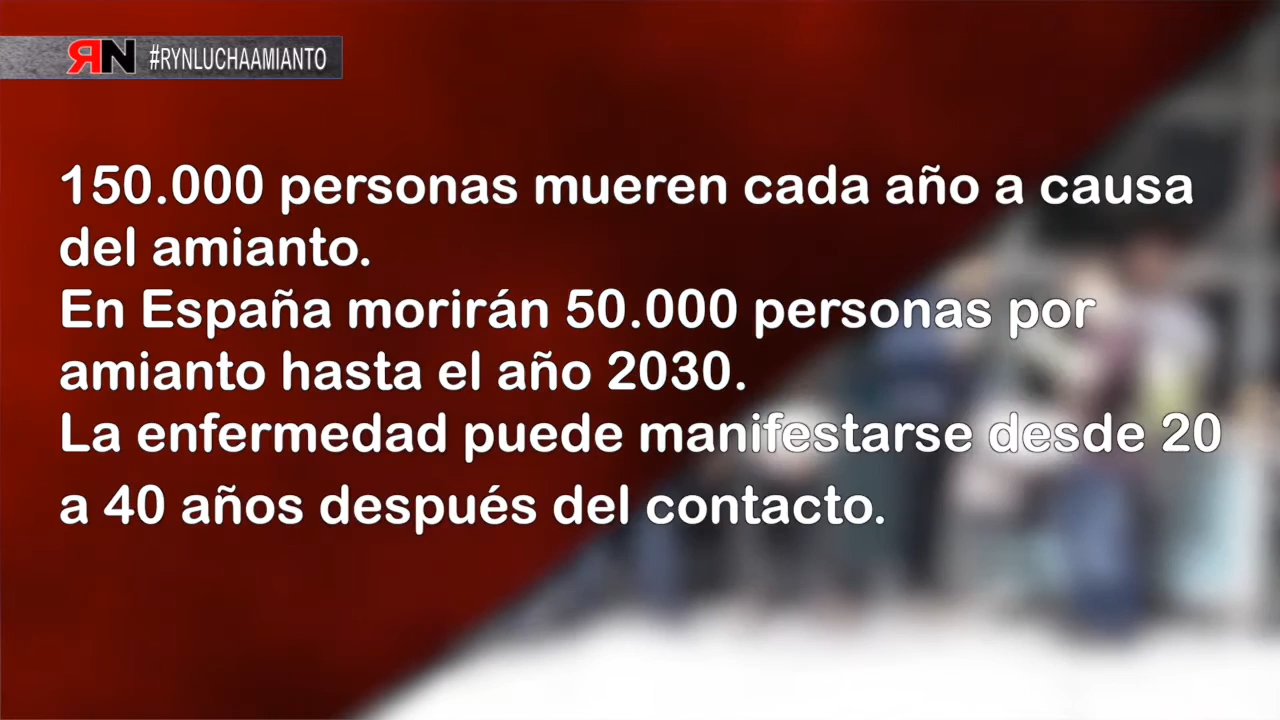 RN #RYNLUCHAAMIANTO
150.000 personas mueren cada año a causa
del amianto.
En España morirán 50.000 personas por
amianto hasta el año 2030.
La enfermedad puede manifestarse desde 20
a 40 años después del contacto.